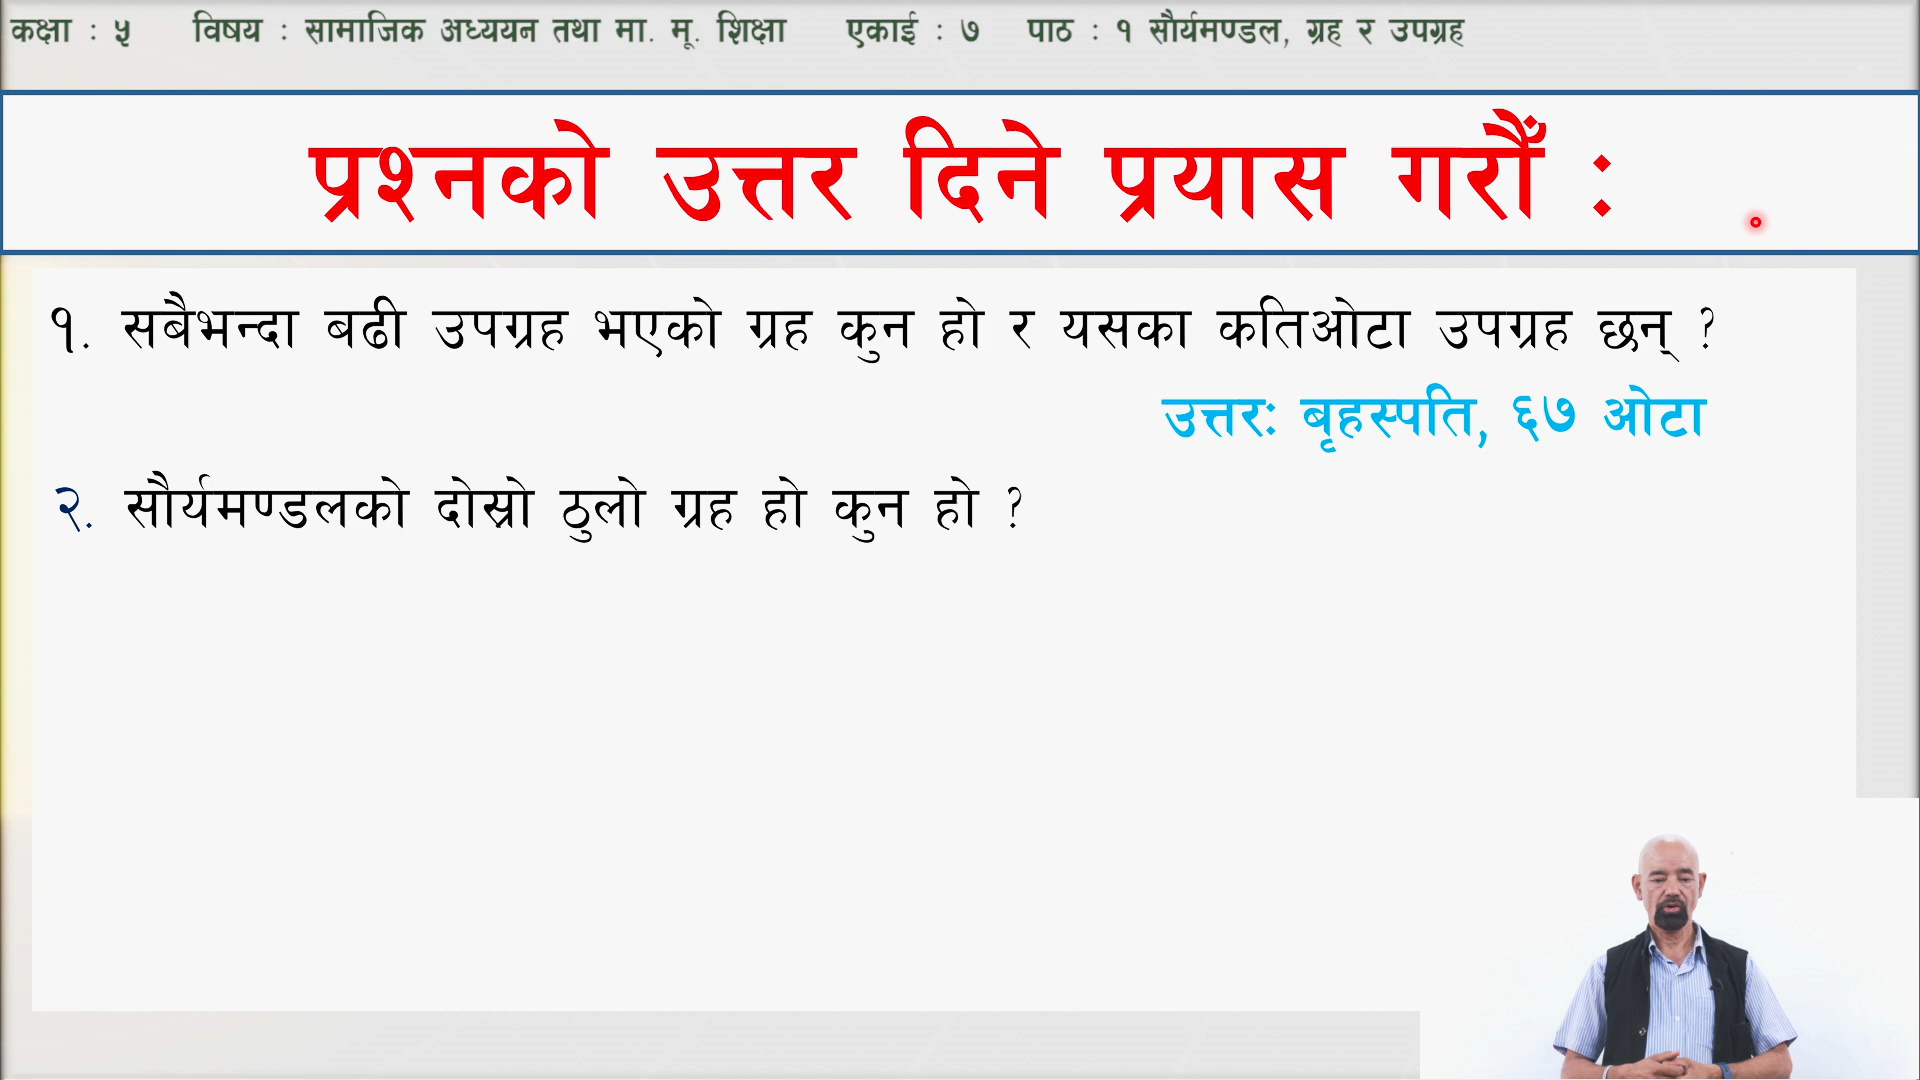 कक्षा : ५ विषय : सामाजिक अध्ययन तथा मा. मू. शिक्षा एकाई : ७ पाठ : १ सौर्यमण्डल, ग्रह र उपग्रह
प्रश्नको उत्तर दिने प्रयास गरौँ :
१. सबैभन्दा बढी उपग्रह भएको ग्रह कुन हो र यसका कतिओटा उपग्रह छन् ?
उत्तरः बृहस्पति, ६७ ओटा
२. सौर्यमण्डलको दोस्रो ठुलो ग्रह हो कुन हो ?